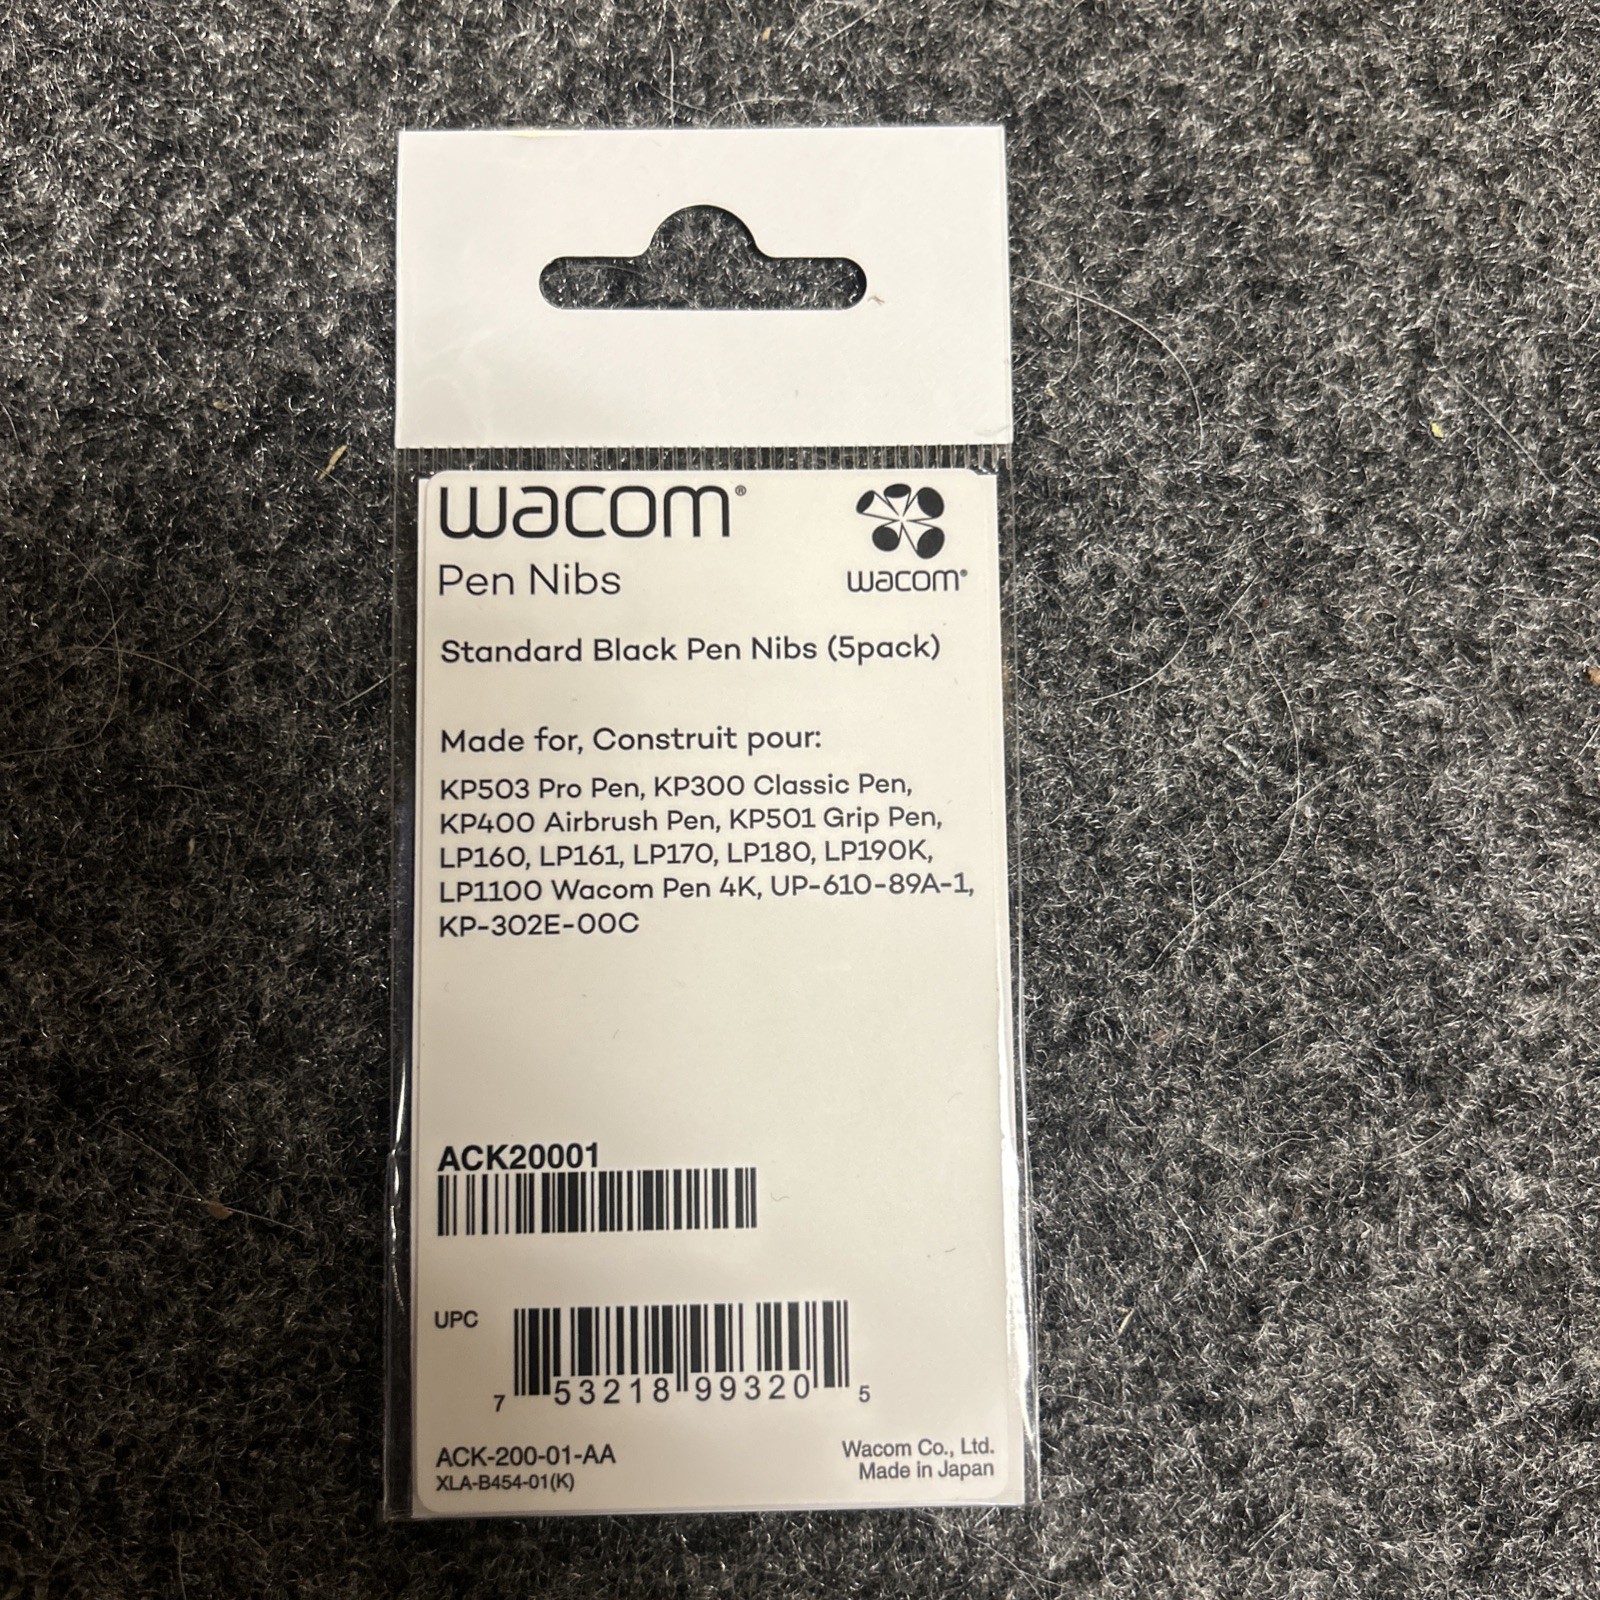 wacom®
Pen Nibs
wacom®
Standard Black Pen Nibs (5pack)
Made for, Construit pour:
KP503 Pro Pen, KP300 Classic Pen,
KP400 Airbrush Pen, KP501 Grip Pen,
LP160, LP161, LP170, LP180, LP190K,
LP1100 Wacom Pen 4K, UP-610-89A-1,
KP-302E-00C
ACK20001
UPC
7 53218 99320 5
ACK-200-01-AA
XLA-B454-01(K)
Wacom Co., Ltd.
Made in Japan